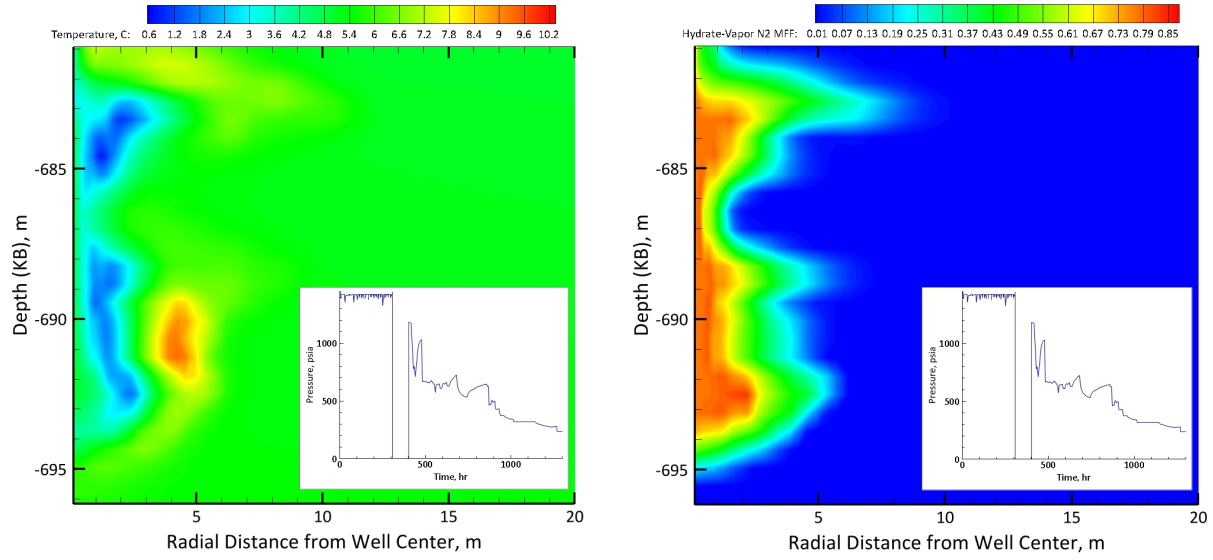 Temperature, C: 0.6 1.2 1.8 2.4 3 3.6 4.2 4.8 5.4 6 6.6 7.2 7.8 8.4 9 9.6 10.2
Depth (KB), m
-685
-690
-695
5 10 15 20
Radial Distance from Well Center, m
Pressure, psia
1000
500
0
0 500 1000
Time, hr
Hydrate-Vapor N2 MFF: 0.01 0.07 0.13 0.19 0.25 0.31 0.37 0.43 0.49 0.55 0.61 0.67 0.73 0.79 0.85
Depth (KB), m
-685
-690
-695
5 10 15 20
Radial Distance from Well Center, m
Pressure, psia
1000
500
0
0 500 1000
Time, hr